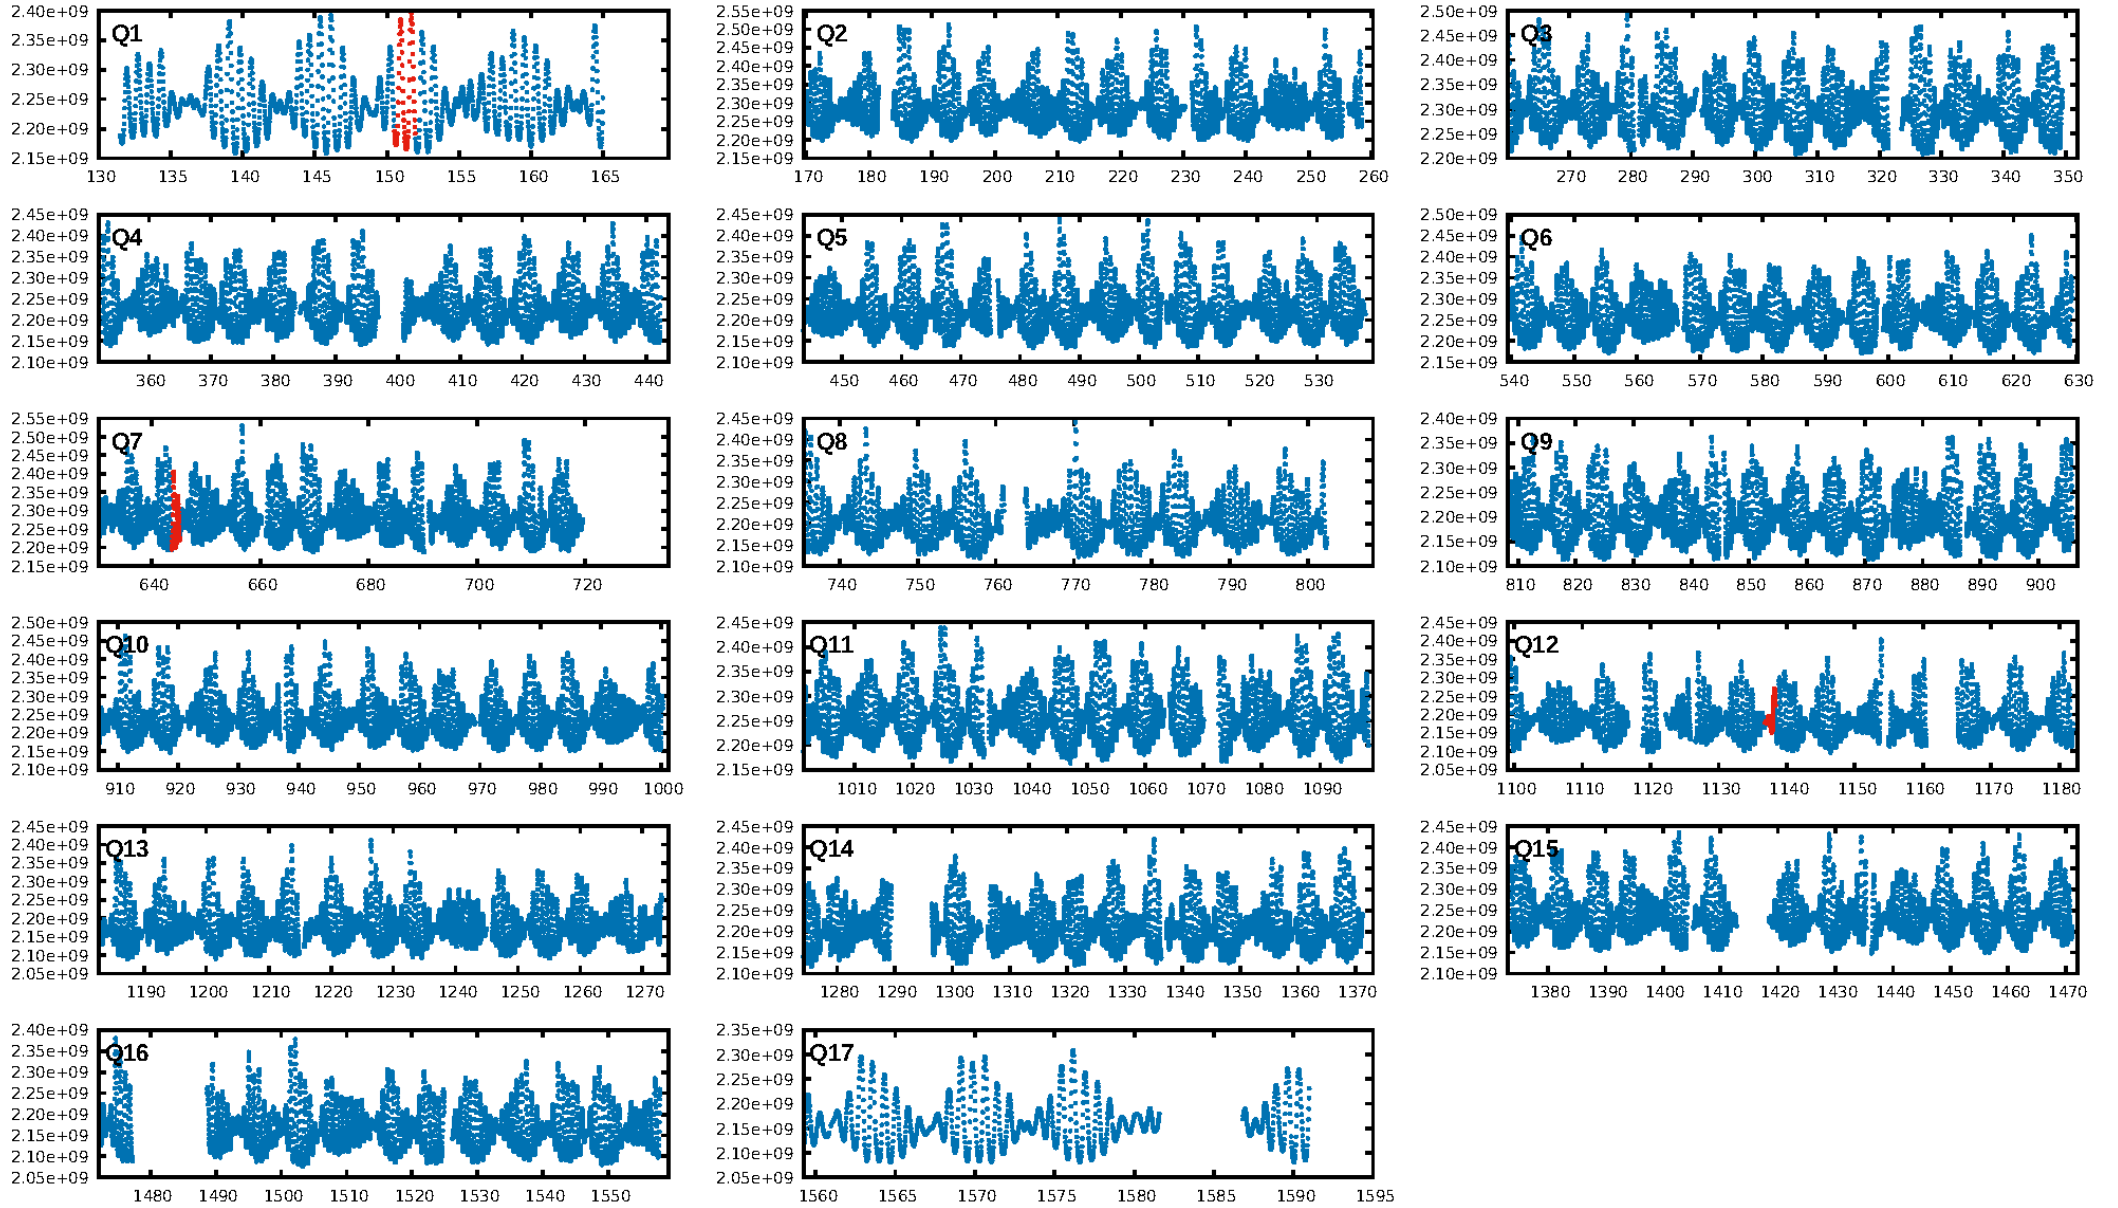 2.40e+09 2.35e+09 2.30e+09 2.25e+09 2.20e+09 2.15e+09
Q1
130 135 140 145 150 155 160 165
2.55e+09 2.50e+09 2.45e+09 2.40e+09 2.35e+09 2.30e+09 2.25e+09 2.20e+09 2.15e+09
Q2
170 180 190 200 210 220 230 240 250 260
2.50e+09 2.45e+09 2.40e+09 2.35e+09 2.30e+09 2.25e+09 2.20e+09
Q3
270 280 290 300 310 320 330 340 350
2.45e+09 2.40e+09 2.35e+09 2.30e+09 2.25e+09 2.20e+09 2.15e+09 2.10e+09
Q4
360 370 380 390 400 410 420 430 440
2.45e+09 2.40e+09 2.35e+09 2.30e+09 2.25e+09 2.20e+09 2.15e+09 2.10e+09
Q5
450 460 470 480 490 500 510 520 530
2.50e+09 2.45e+09 2.40e+09 2.35e+09 2.30e+09 2.25e+09 2.20e+09 2.15e+09
Q6
540 550 560 570 580 590 600 610 620 630
2.55e+09 2.50e+09 2.45e+09 2.40e+09 2.35e+09 2.30e+09 2.25e+09 2.20e+09 2.15e+09
Q7
640 660 680 700 720
2.45e+09 2.40e+09 2.35e+09 2.30e+09 2.25e+09 2.20e+09 2.15e+09 2.10e+09
Q8
740 750 760 770 780 790 800
2.40e+09 2.35e+09 2.30e+09 2.25e+09 2.20e+09 2.15e+09 2.10e+09
Q9
810 820 830 840 850 860 870 880 890 900
2.50e+09 2.45e+09 2.40e+09 2.35e+09 2.30e+09 2.25e+09 2.20e+09 2.15e+09 2.10e+09
Q10
910 920 930 940 950 960 970 980 990 1000
2.45e+09 2.40e+09 2.35e+09 2.30e+09 2.25e+09 2.20e+09 2.15e+09
Q11
1010 1020 1030 1040 1050 1060 1070 1080 1090
2.45e+09 2.40e+09 2.35e+09 2.30e+09 2.25e+09 2.20e+09 2.15e+09 2.10e+09 2.05e+09
Q12
1100 1110 1120 1130 1140 1150 1160 1170 1180
2.45e+09 2.40e+09 2.35e+09 2.30e+09 2.25e+09 2.20e+09 2.15e+09 2.10e+09 2.05e+09
Q13
1190 1200 1210 1220 1230 1240 1250 1260 1270
2.45e+09 2.40e+09 2.35e+09 2.30e+09 2.25e+09 2.20e+09 2.15e+09 2.10e+09
Q14
1280 1290 1300 1310 1320 1330 1340 1350 1360 1370
2.45e+09 2.40e+09 2.35e+09 2.30e+09 2.25e+09 2.20e+09 2.15e+09 2.10e+09
Q15
1380 1390 1400 1410 1420 1430 1440 1450 1460 1470
2.40e+09 2.35e+09 2.30e+09 2.25e+09 2.20e+09 2.15e+09 2.10e+09 2.05e+09
Q16
1480 1490 1500 1510 1520 1530 1540 1550
2.35e+09 2.30e+09 2.25e+09 2.20e+09 2.15e+09 2.10e+09 2.05e+09
Q17
1560 1565 1570 1575 1580 1585 1590 1595